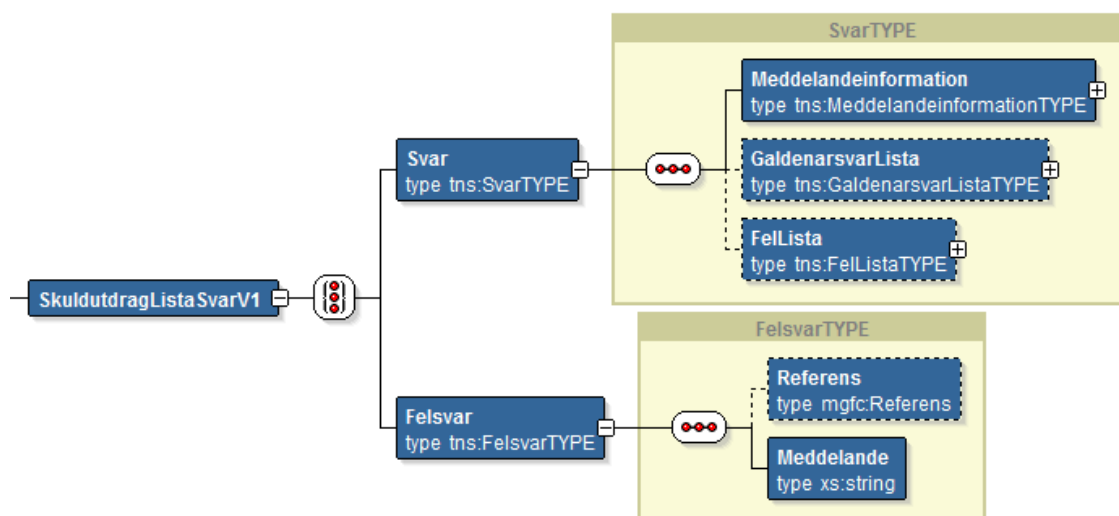 SvarTYPE
Meddelandeinformation
type tns:MeddelandeinformationTYPE
Svar
type tns:SvarTYPE
GaldenarsvarLista
type tns:GaldenarsvarListaTYPE
FelLista
type tns:FelListaTYPE
SkuldutdragListaSvarV1
FelsvarTYPE
Felsvar
type tns:FelsvarTYPE
Referens
type mgfc:Referens
Meddelande
type xs:string